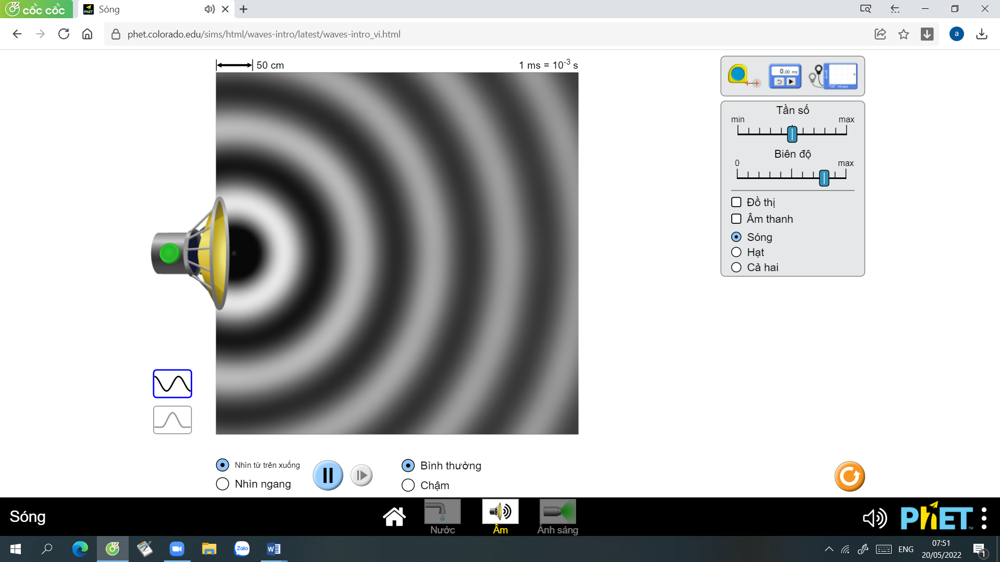 cốc cốc
Sóng
phet.colorado.edu/sims/html/waves-intro/latest/waves-intro_vi.html
a
50 cm
1 ms = 10⁻³ s
0.00 ms
Tần số
min
max
Biên độ
0
max
Đồ thị
Âm thanh
Sóng
Hạt
Cả hai
Nhìn từ trên xuống
Nhìn ngang
Bình thường
Chậm
Sóng
Nước
Âm
Ánh sáng
PhET
Zalo
ENG
07:51
20/05/2022
1